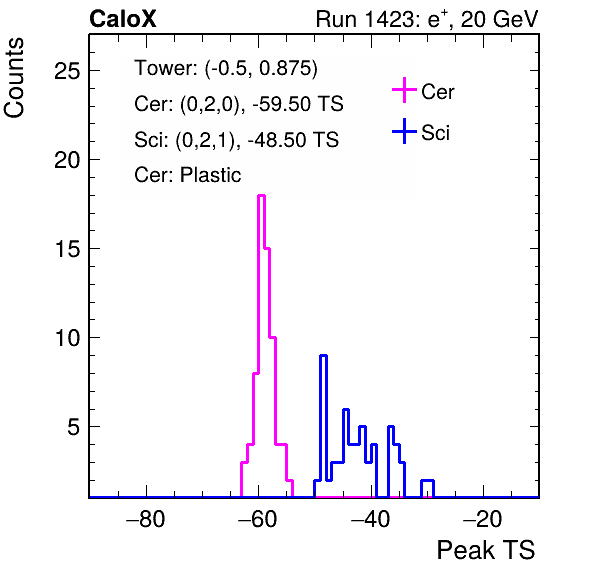 CaloX Run 1423: e⁺, 20 GeV
Counts
Tower: (-0.5, 0.875)
Cer: (0,2,0), -59.50 TS
Sci: (0,2,1), -48.50 TS
Cer: Plastic
Cer
Sci
25
20
15
10
5
−80 −60 −40 −20
Peak TS